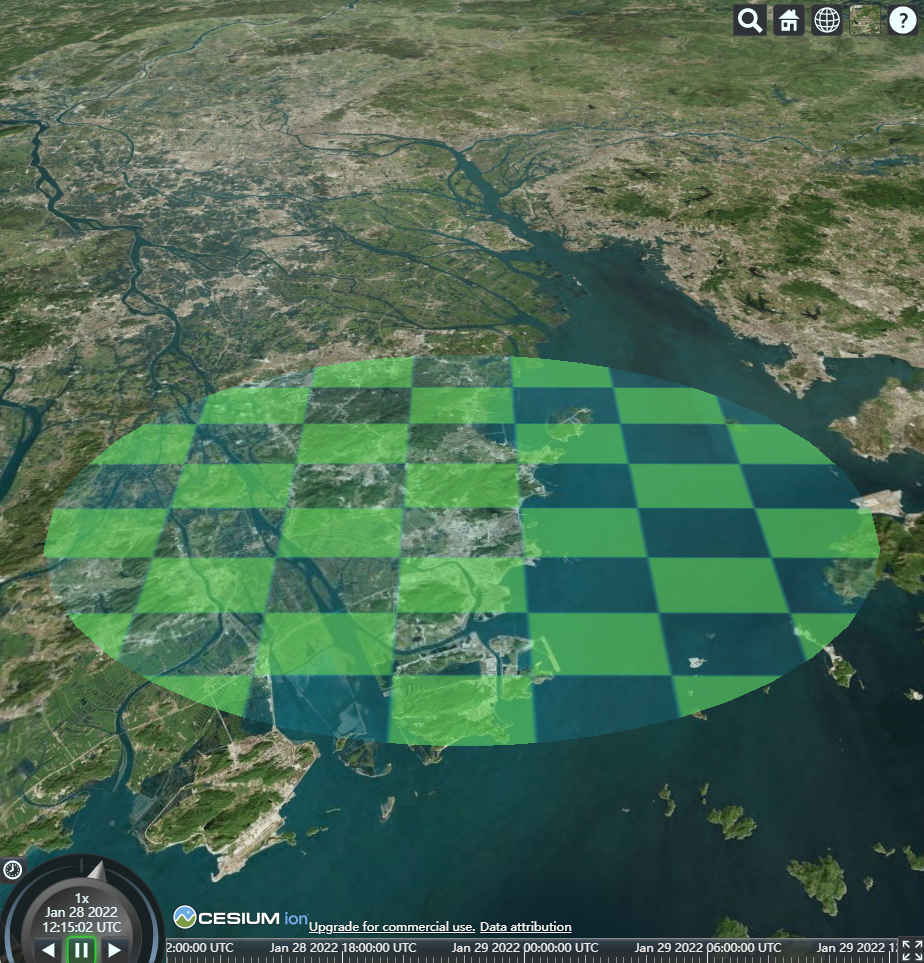 ?
1x
Jan 28 2022
12:15:02 UTC
CESIUM ion
Upgrade for commercial use. Data attribution
2:00:00 UTC Jan 28 2022 18:00:00 UTC Jan 29 2022 00:00:00 UTC Jan 29 2022 06:00:00 UTC Jan 29 2022 1